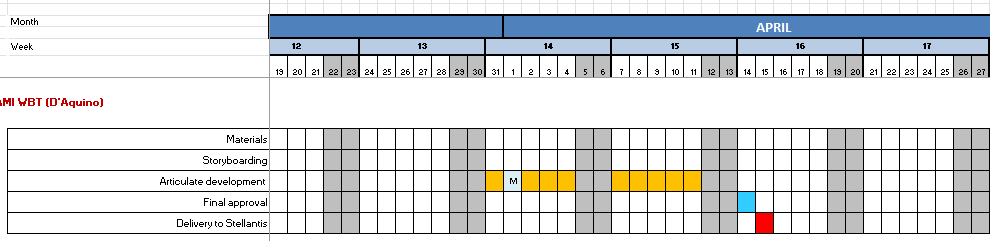 Month APRIL
Week 12 13 14 15 16 17
19 20 21 22 23 24 25 26 27 28 29 30 31 1 2 3 4 5 6 7 8 9 10 11 12 13 14 15 16 17 18 19 20 21 22 23 24 25 26 27
AMI WBT (D'Aquino)
Materials
Storyboarding
Articulate development M
Final approval
Delivery to Stellantis